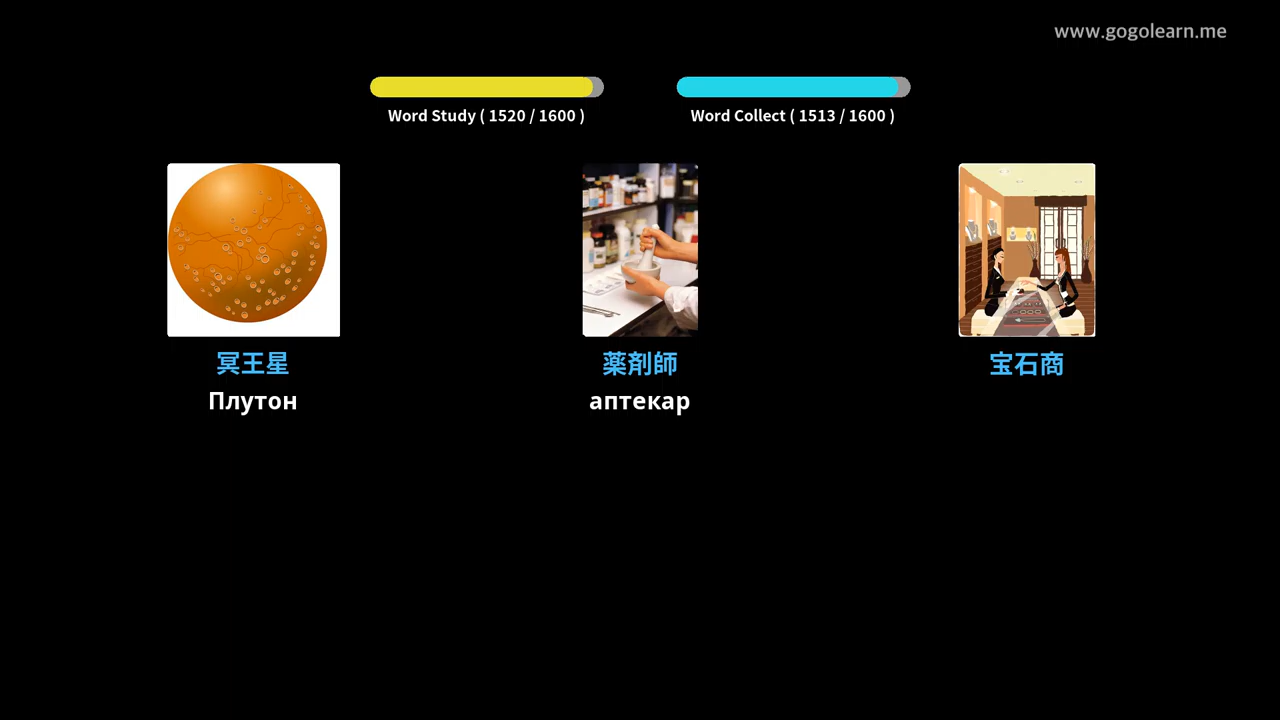 www.gogolearn.me
Word Study ( 1520 / 1600 )
Word Collect ( 1513 / 1600 )
冥王星
薬剤師
宝石商
Плутон
аптекар